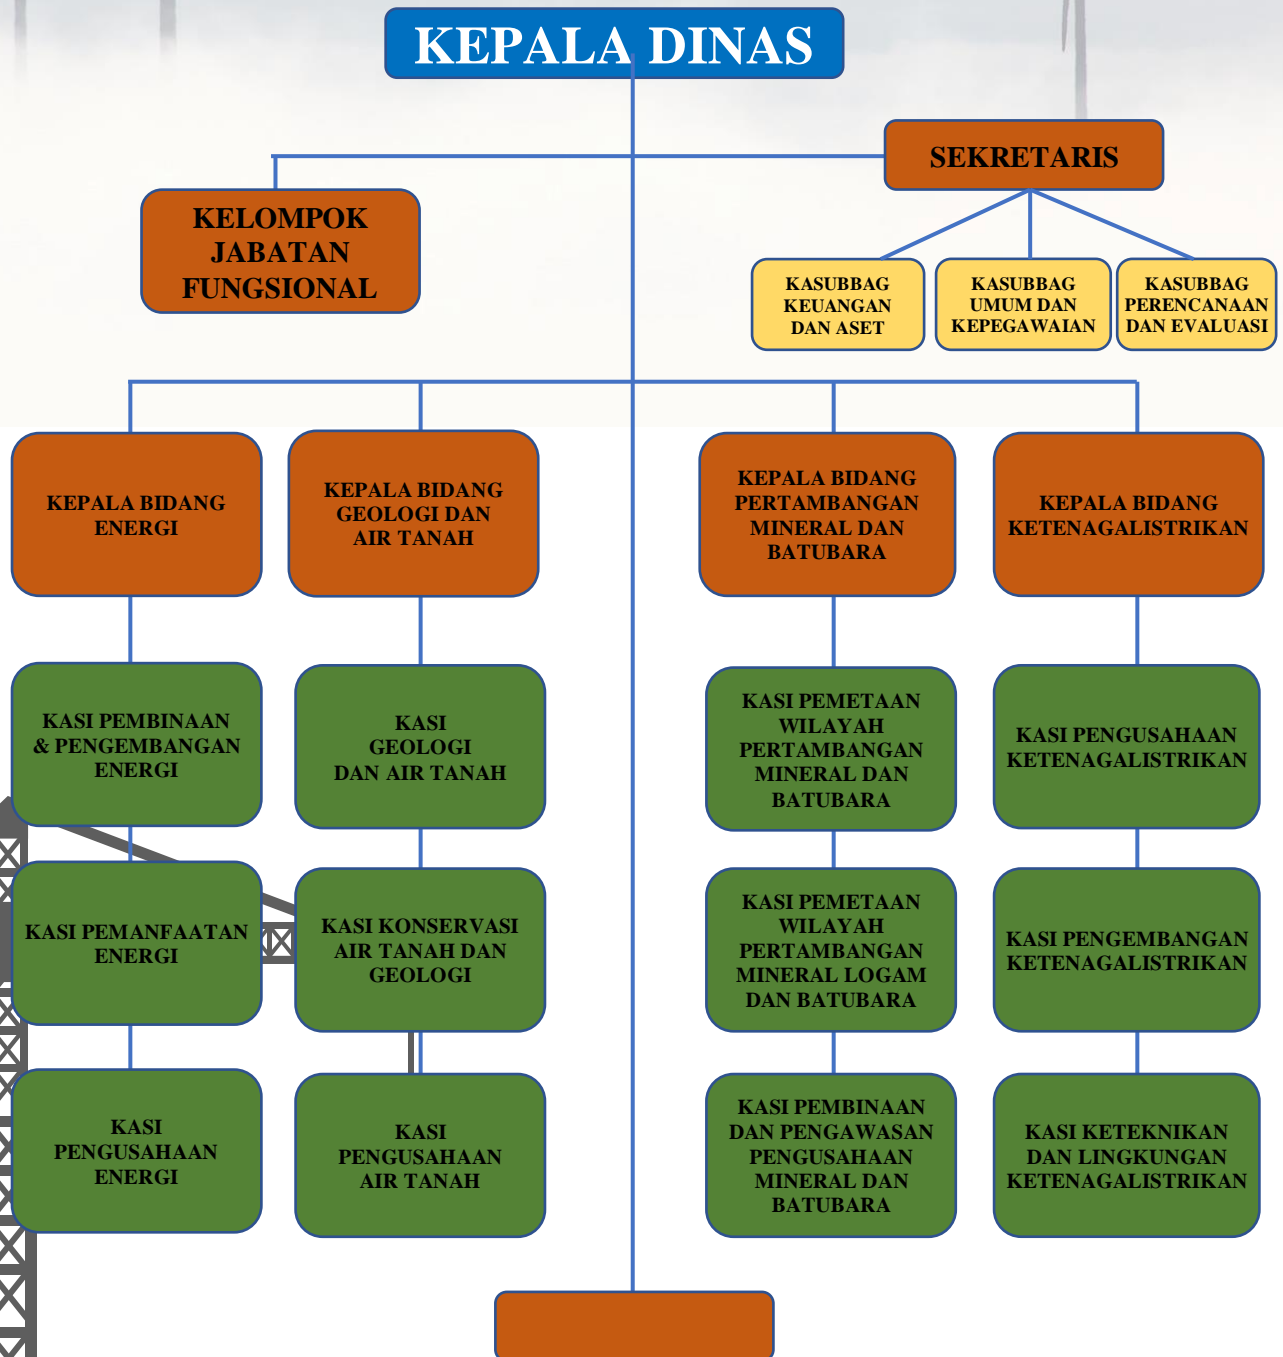 KEPALA DINAS
SEKRETARIS
KELOMPOK
JABATAN
FUNGSIONAL
KASUBBAG
KEUANGAN
DAN ASET
KASUBBAG
UMUM DAN
KEPEGAWAIAN
KASUBBAG
PERENCANAAN
DAN EVALUASI
KEPALA BIDANG
ENERGI
KEPALA BIDANG
GEOLOGI DAN
AIR TANAH
KEPALA BIDANG
PERTAMBANGAN
MINERAL DAN
BATUBARA
KEPALA BIDANG
KETENAGALISTRIKAN
KASI PEMBINAAN
& PENGEMBANGAN
ENERGI
KASI
GEOLOGI
DAN AIR TANAH
KASI PEMETAAN
WILAYAH
PERTAMBANGAN
MINERAL DAN
BATUBARA
KASI PENGUSAHAAN
KETENAGALISTRIKAN
KASI PEMANFAATAN
ENERGI
KASI KONSERVASI
AIR TANAH DAN
GEOLOGI
KASI PEMETAAN
WILAYAH
PERTAMBANGAN
MINERAL LOGAM
DAN BATUBARA
KASI PENGEMBANGAN
KETENAGALISTRIKAN
KASI
PENGUSAHAAN
ENERGI
KASI
PENGUSAHAAN
AIR TANAH
KASI PEMBINAAN
DAN PENGAWASAN
PENGUSAHAAN
MINERAL DAN
BATUBARA
KASI KETEKNIKAN
DAN LINGKUNGAN
KETENAGALISTRIKAN